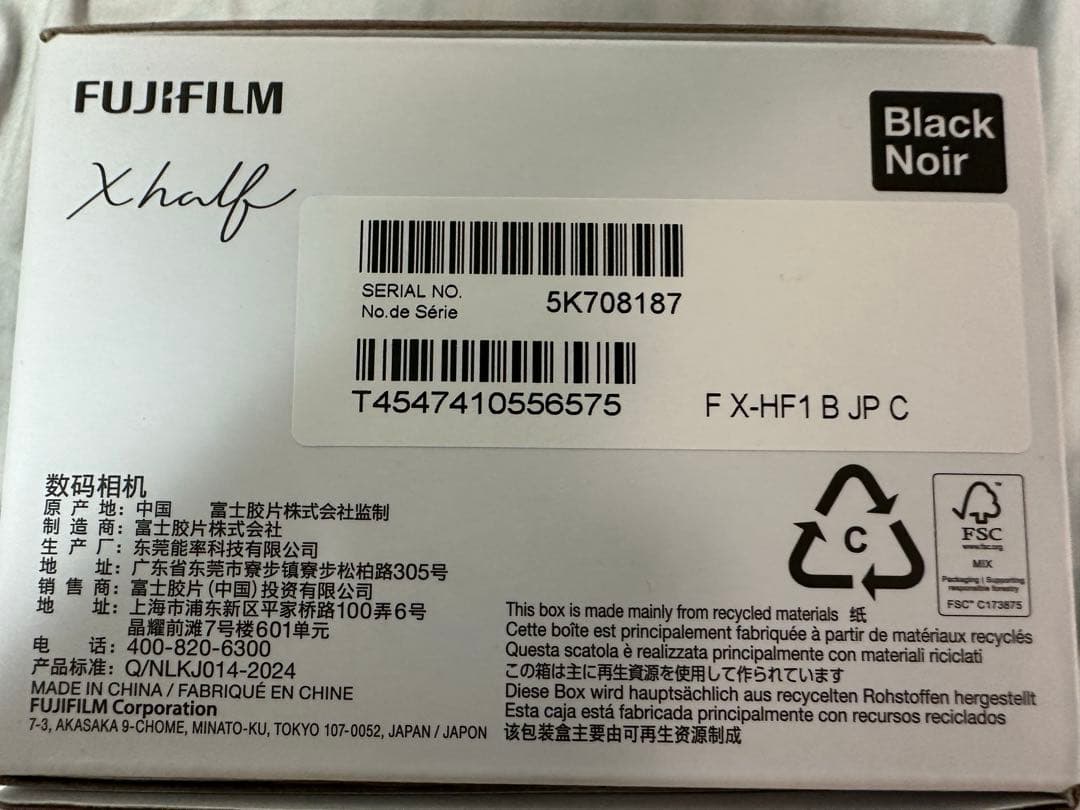 FUJIFILM
X half
Black
Noir
SERIAL NO.
No.de Série
5K708187
T4547410556575
F X-HF1 B JP C
数码相机
原 产 地：中国 富士胶片株式会社监制
制 造 商：富士胶片株式会社
生 产 厂：东莞能率科技有限公司
地 址：广东省东莞市寮步镇寮步松柏路305号
销 售 商：富士胶片(中国)投资有限公司
地 址：上海市浦东新区平家桥路100弄6号
晶耀前滩7号楼601单元
电 话：400-820-6300
产品标准：Q/NLKJ014-2024
MADE IN CHINA / FABRIQUÉ EN CHINE
FUJIFILM Corporation
7-3, AKASAKA 9-CHOME, MINATO-KU, TOKYO 107-0052, JAPAN / JAPON
C
FSC
www.fsc.org
MIX
Packaging | Supporting
responsible forestry
FSC™ C173875
This box is made mainly from recycled materials 纸
Cette boîte est principalement fabriquée à partir de matériaux recyclés
Questa scatola è realizzata principalmente con materiali riciclati
この箱は主に再生資源を使用して作られています
Diese Box wird hauptsächlich aus recycelten Rohstoffen hergestellt
Esta caja está fabricada principalmente con recursos reciclados
该包装盒主要由可再生资源制成